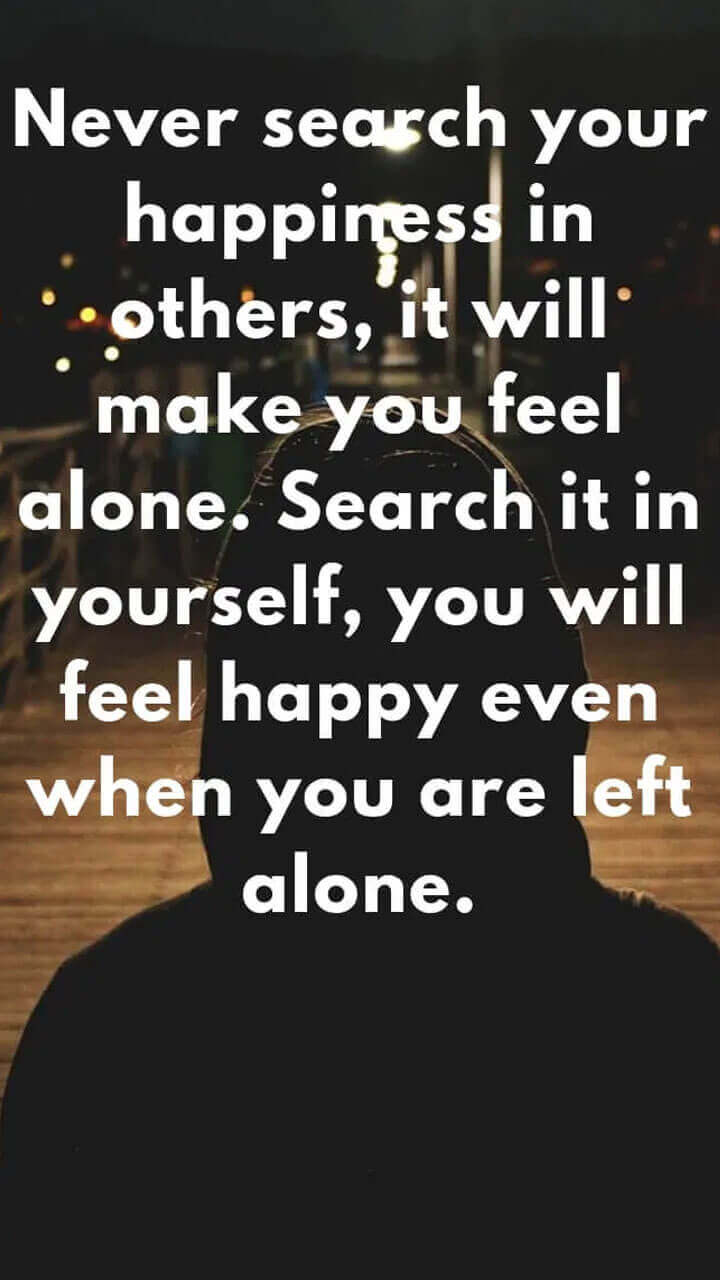 Never search your
happiness in
others, it will
make you feel
alone. Search it in
yourself, you will
feel happy even
when you are left
alone.